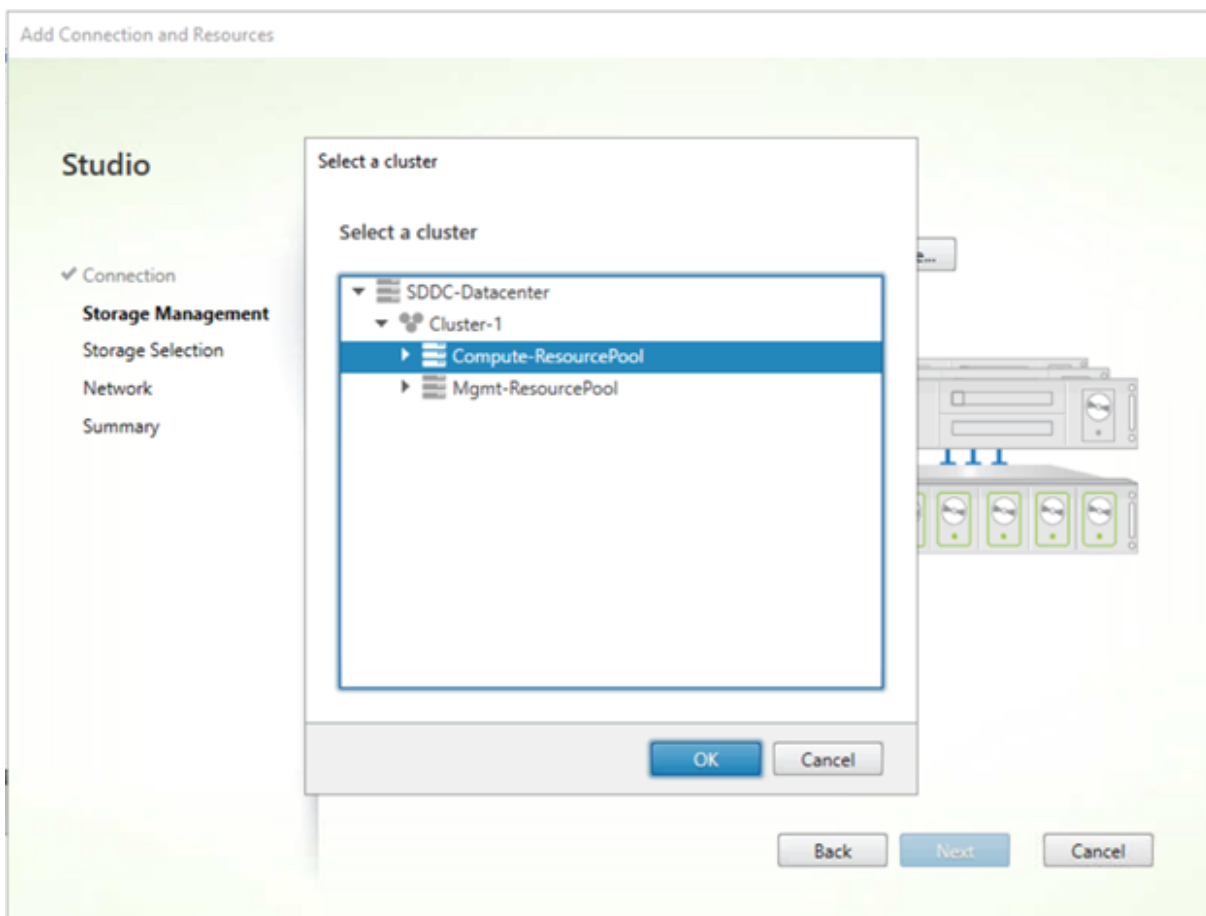 Add Connection and Resources
Studio
✔ Connection
Storage Management
Storage Selection
Network
Summary
Select a cluster
Select a cluster
SDDC-Datacenter
Cluster-1
Compute-ResourcePool
Mgmt-ResourcePool
OK
Cancel
Back
Next
Cancel